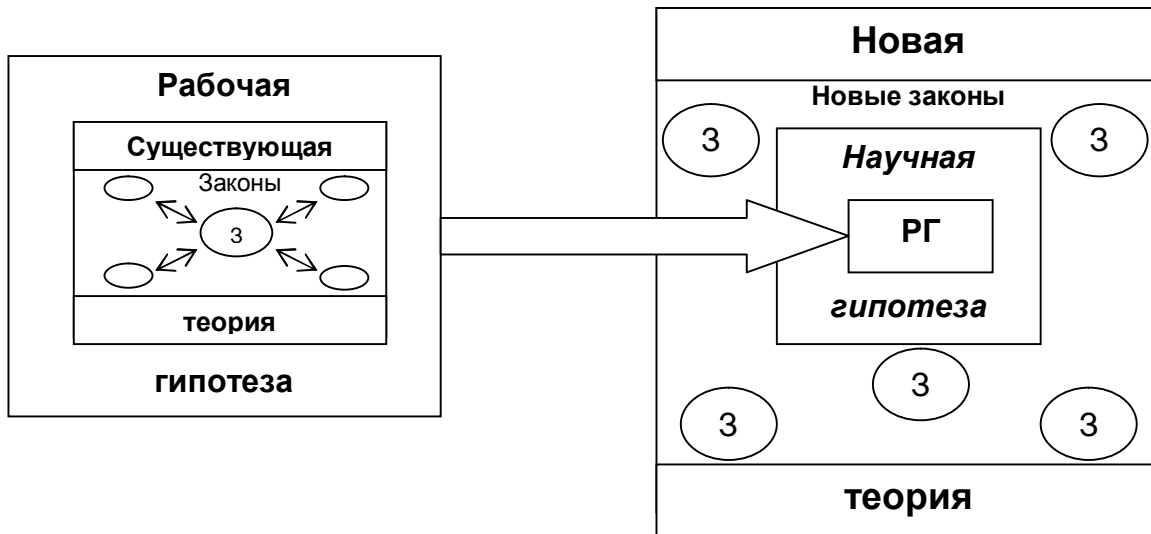 Рабочая
Существующая
Законы
З
теория
гипотеза
Новая
Новые законы
З
З
Научная
РГ
гипотеза
З
З
З
теория